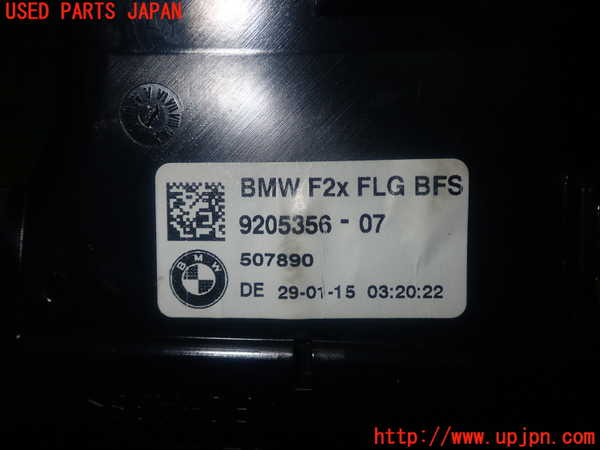 USED PARTS JAPAN
BMW F2x FLG BFS
9205356 - 07
BMW
507890
DE 29-01-15 03:20:22
http://www.upjpn.com/